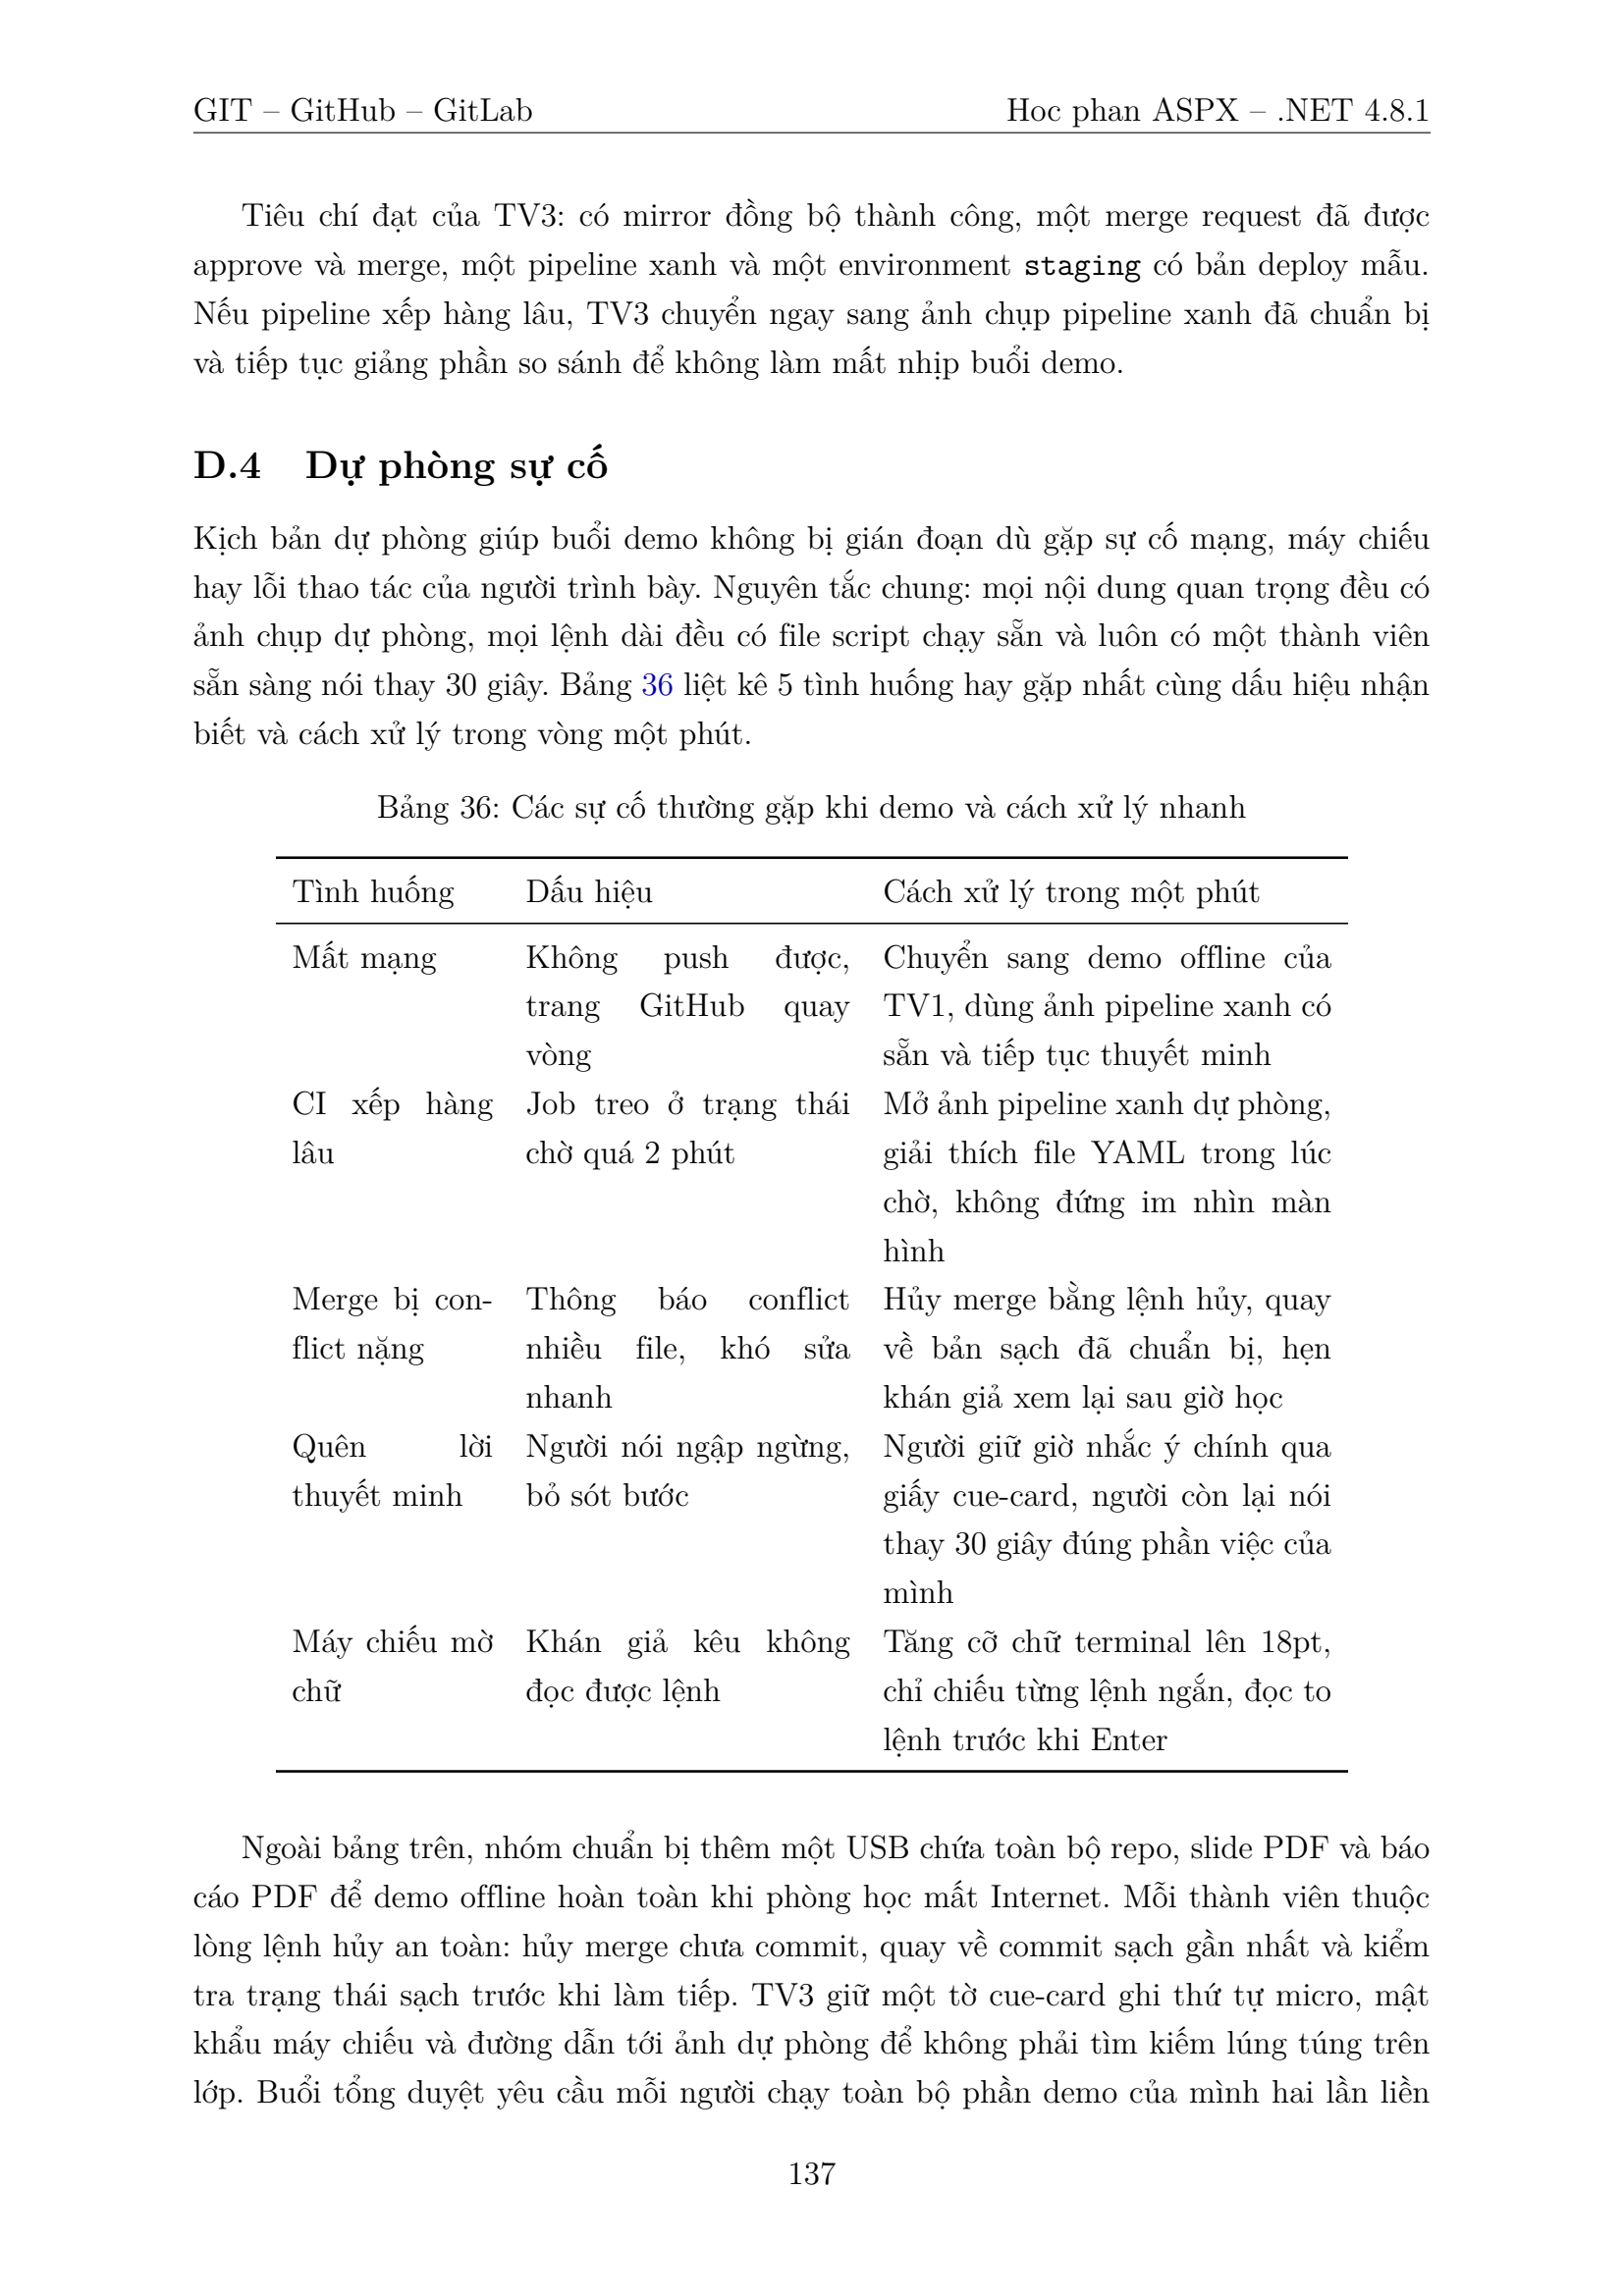 GIT – GitHub – GitLab
Hoc phan ASPX – .NET 4.8.1
Tiêu chí đạt của TV3: có mirror đồng bộ thành công, một merge request đã được
approve và merge, một pipeline xanh và một environment staging có bản deploy mẫu.
Nếu pipeline xếp hàng lâu, TV3 chuyển ngay sang ảnh chụp pipeline xanh đã chuẩn bị
và tiếp tục giảng phần so sánh để không làm mất nhịp buổi demo.
D.4 Dự phòng sự cố
Kịch bản dự phòng giúp buổi demo không bị gián đoạn dù gặp sự cố mạng, máy chiếu
hay lỗi thao tác của người trình bày. Nguyên tắc chung: mọi nội dung quan trọng đều có
ảnh chụp dự phòng, mọi lệnh dài đều có file script chạy sẵn và luôn có một thành viên
sẵn sàng nói thay 30 giây. Bảng 36 liệt kê 5 tình huống hay gặp nhất cùng dấu hiệu nhận
biết và cách xử lý trong vòng một phút.
Bảng 36: Các sự cố thường gặp khi demo và cách xử lý nhanh
Tình huống
Dấu hiệu
Cách xử lý trong một phút
Mất mạng
Không push được,
trang GitHub quay
vòng
Chuyển sang demo offline của
TV1, dùng ảnh pipeline xanh có
sẵn và tiếp tục thuyết minh
CI xếp hàng
lâu
Job treo ở trạng thái
chờ quá 2 phút
Mở ảnh pipeline xanh dự phòng,
giải thích file YAML trong lúc
chờ, không đứng im nhìn màn
hình
Merge bị con-
flict nặng
Thông báo conflict
nhiều file, khó sửa
nhanh
Hủy merge bằng lệnh hủy, quay
về bản sạch đã chuẩn bị, hẹn
khán giả xem lại sau giờ học
Quên lời
thuyết minh
Người nói ngập ngừng,
bỏ sót bước
Người giữ giờ nhắc ý chính qua
giấy cue-card, người còn lại nói
thay 30 giây đúng phần việc của
mình
Máy chiếu mờ
chữ
Khán giả kêu không
đọc được lệnh
Tăng cỡ chữ terminal lên 18pt,
chỉ chiếu từng lệnh ngắn, đọc to
lệnh trước khi Enter
Ngoài bảng trên, nhóm chuẩn bị thêm một USB chứa toàn bộ repo, slide PDF và báo
cáo PDF để demo offline hoàn toàn khi phòng học mất Internet. Mỗi thành viên thuộc
lòng lệnh hủy an toàn: hủy merge chưa commit, quay về commit sạch gần nhất và kiểm
tra trạng thái sạch trước khi làm tiếp. TV3 giữ một tờ cue-card ghi thứ tự micro, mật
khẩu máy chiếu và đường dẫn tới ảnh dự phòng để không phải tìm kiếm lúng túng trên
lớp. Buổi tổng duyệt yêu cầu mỗi người chạy toàn bộ phần demo của mình hai lần liền
137